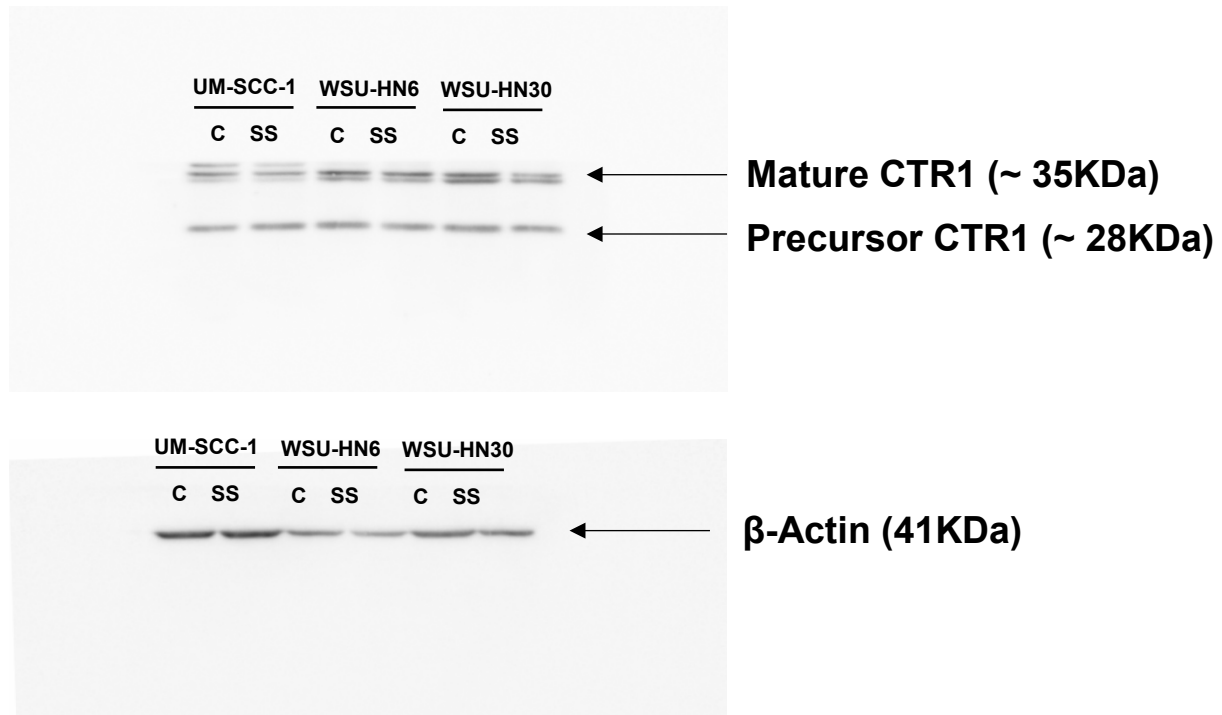 UM-SCC-1 WSU-HN6 WSU-HN30
C SS C SS C SS
Mature CTR1 (~ 35KDa)
Precursor CTR1 (~ 28KDa)
UM-SCC-1 WSU-HN6 WSU-HN30
C SS C SS C SS
β-Actin (41KDa)